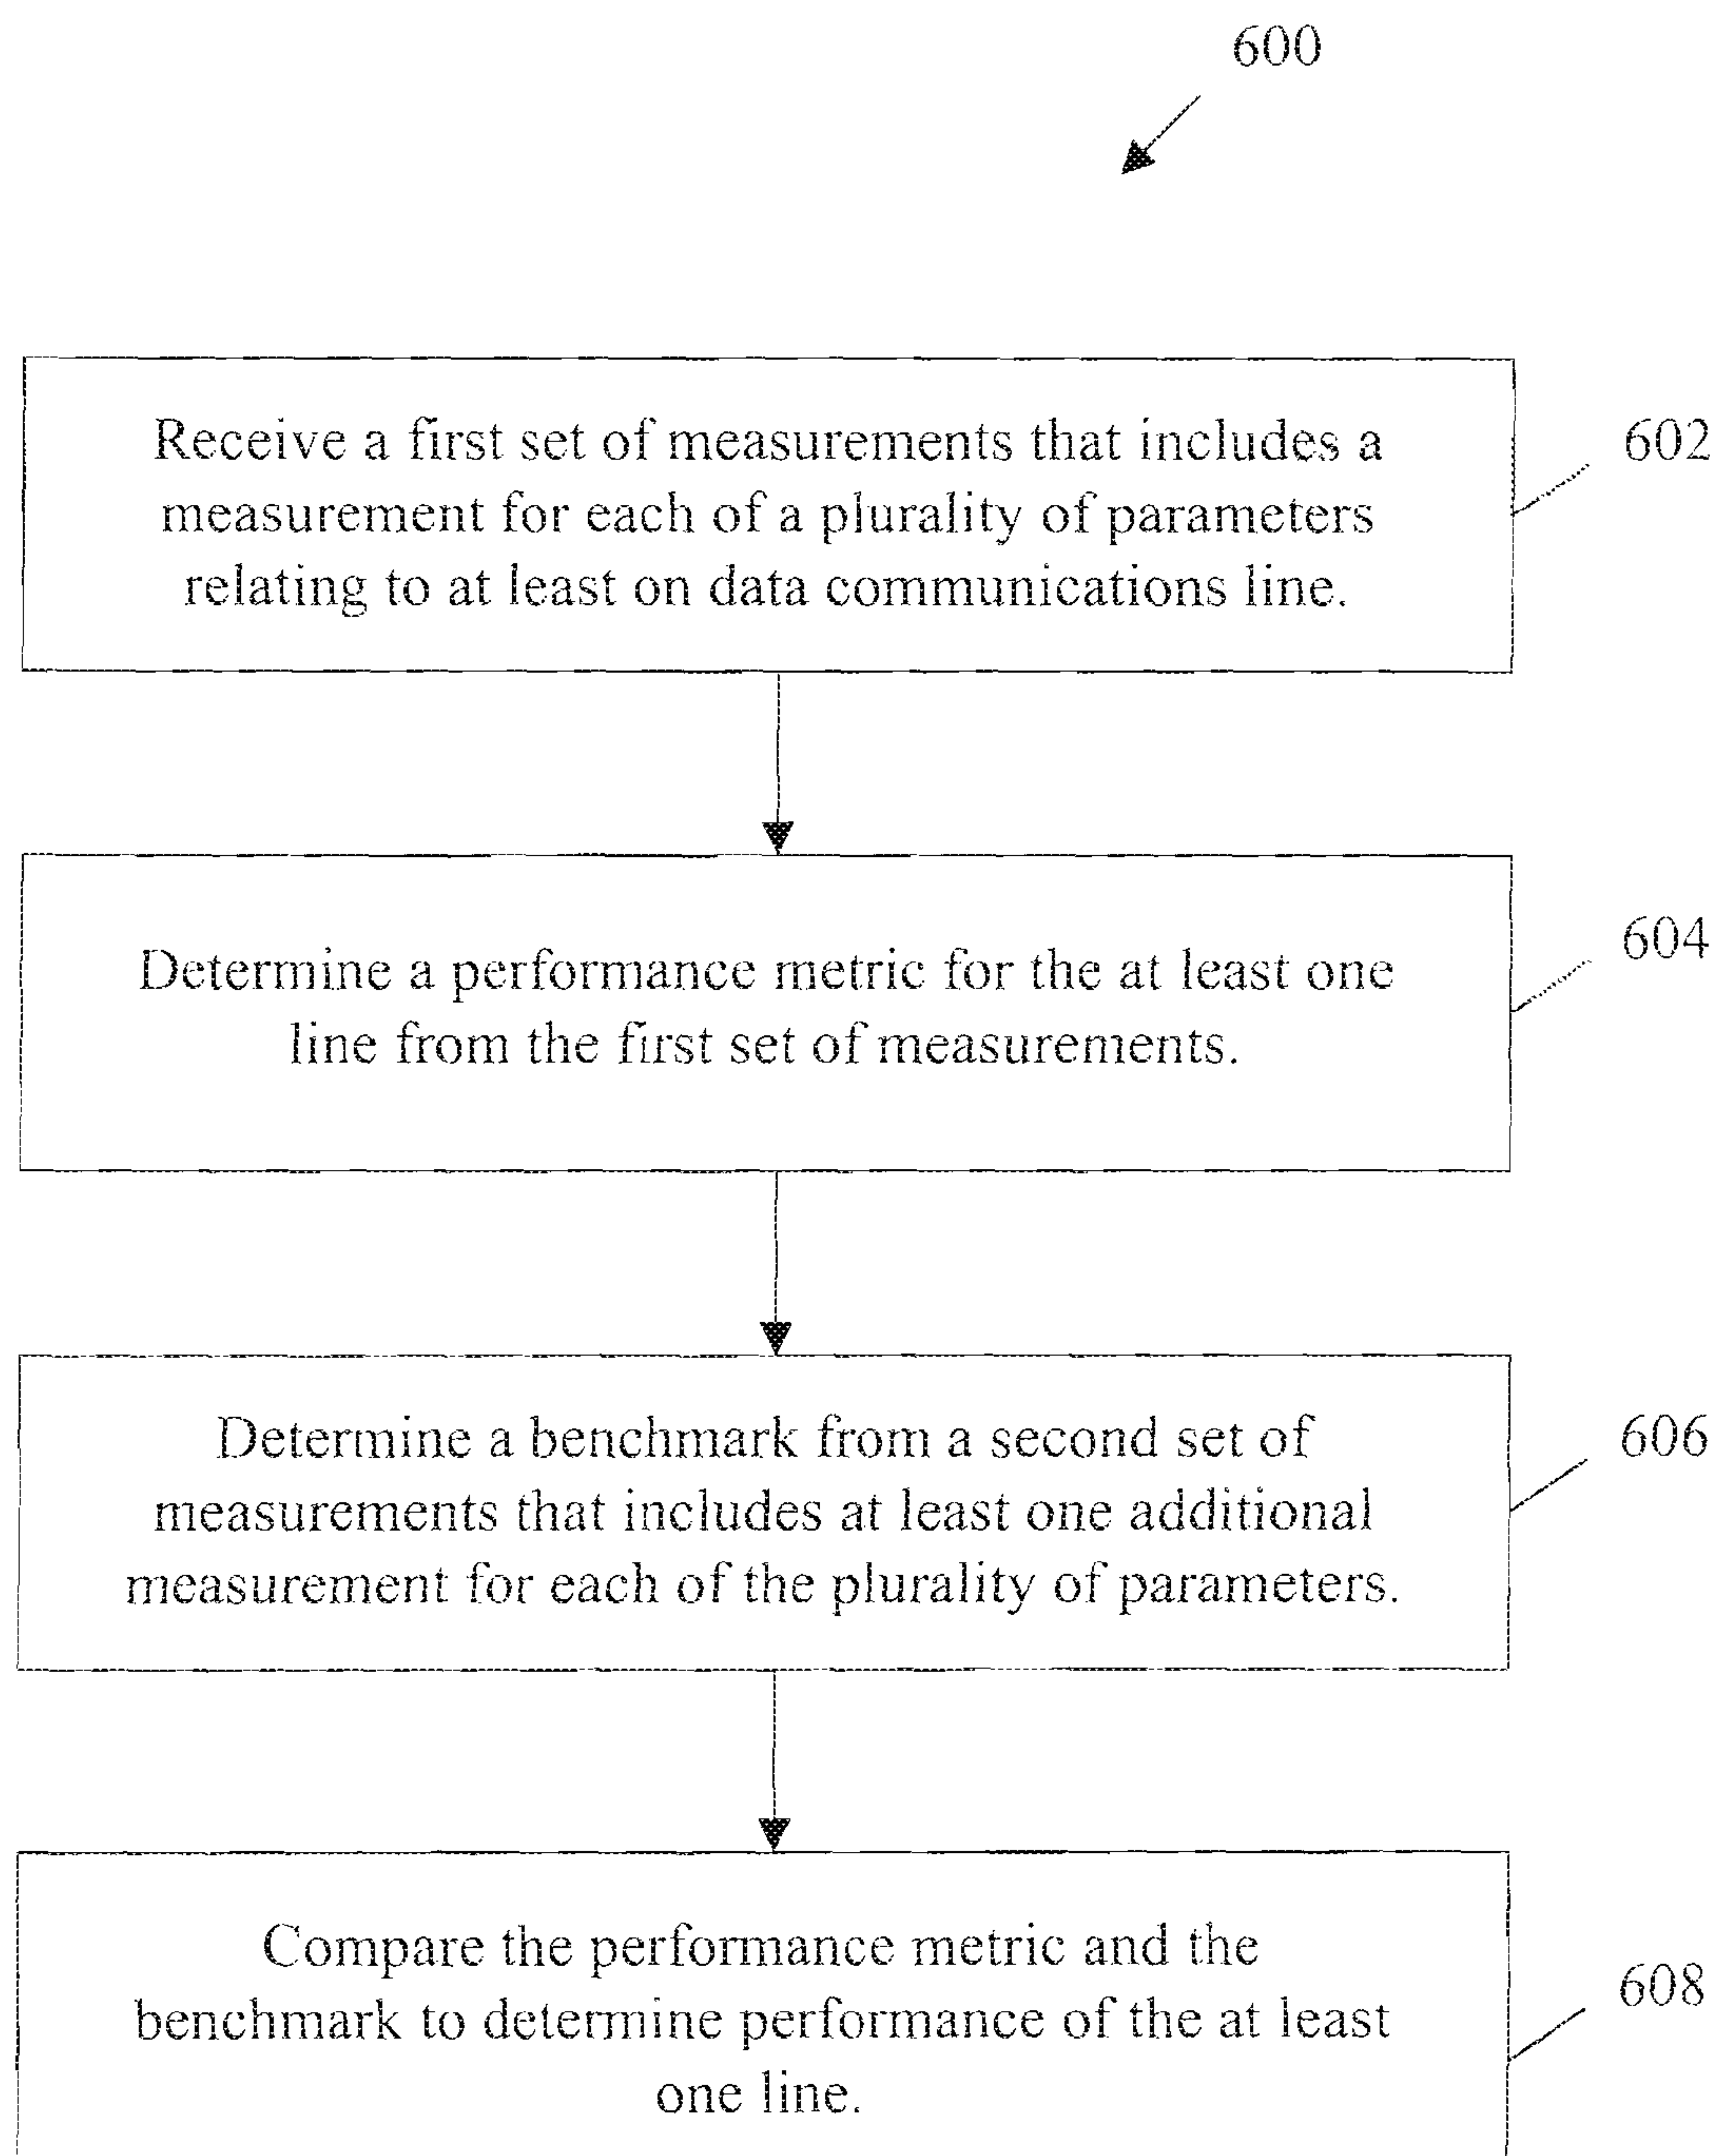 600
Receive a first set of measurements that includes a
measurement for each of a plurality of parameters
relating to at least on data communications line.
602
Determine a performance metric for the at least one
line from the first set of measurements.
604
Determine a benchmark from a second set of
measurements that includes at least one additional
measurement for each of the plurality of parameters.
606
Compare the performance metric and the
benchmark to determine performance of the at least
one line.
608